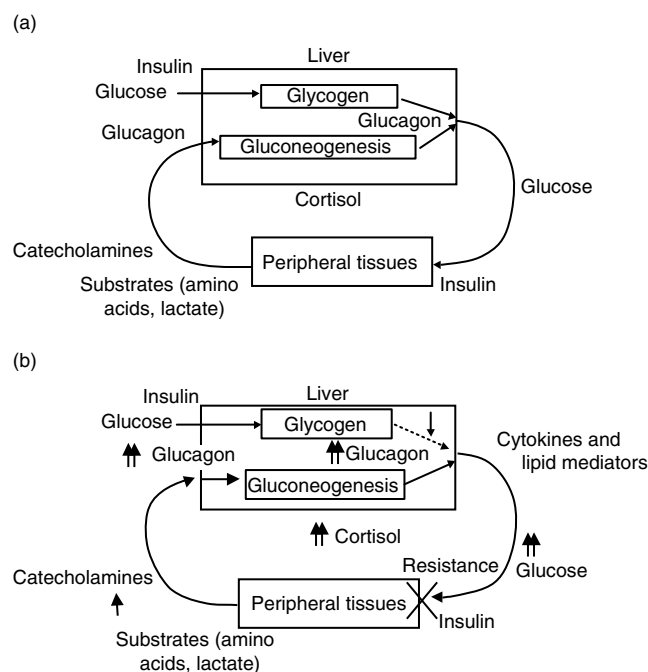 (a)
Liver
Insulin
Glucose
Glycogen
Glucagon
Glucagon
Gluconeogenesis
Cortisol
Glucose
Catecholamines
Peripheral tissues
Substrates (amino
acids, lactate)
Insulin
(b)
Liver
Insulin
Glucose
Glycogen
Cytokines and
lipid mediators
Glucagon
Glucagon
Gluconeogenesis
Cortisol
Resistance
Glucose
Catecholamines
Peripheral tissues
Insulin
Substrates (amino
acids, lactate)